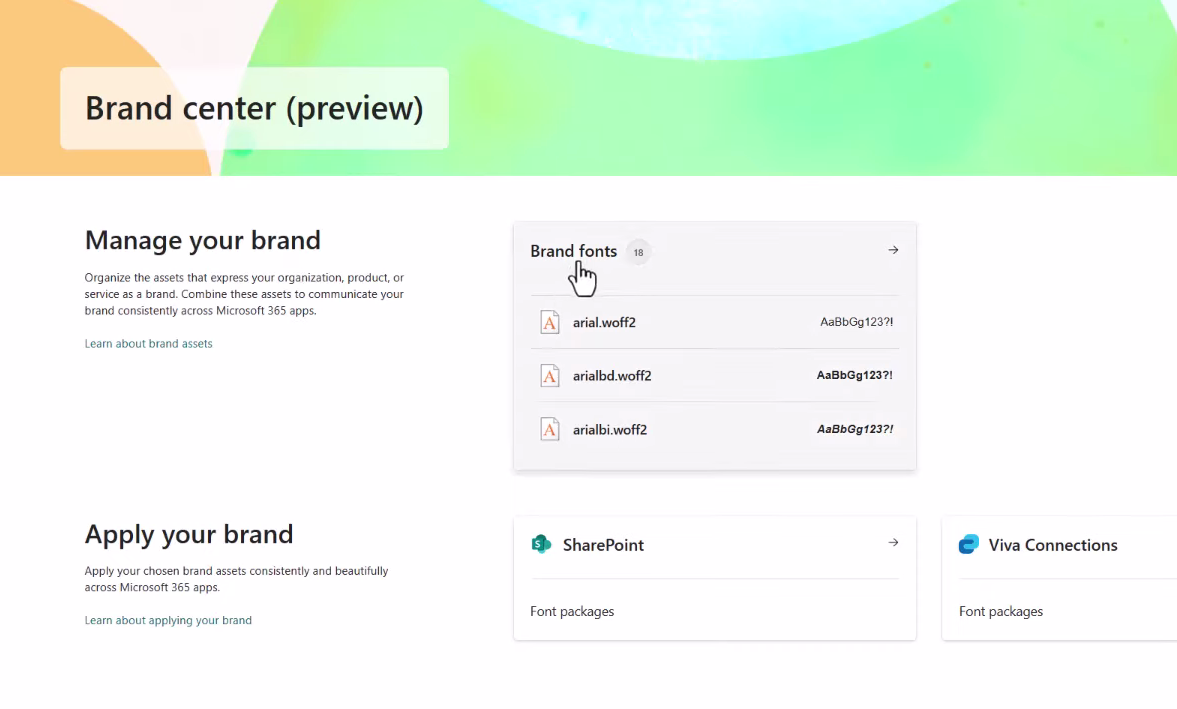 Brand center (preview)
Manage your brand
Organize the assets that express your organization, product, or
service as a brand. Combine these assets to communicate your
brand consistently across Microsoft 365 apps.
Learn about brand assets
Brand fonts 18
A arial.woff2 AaBbGg123?!
A arialbd.woff2 AaBbGg123?!
A arialbi.woff2 AaBbGg123?!
Apply your brand
Apply your chosen brand assets consistently and beautifully
across Microsoft 365 apps.
Learn about applying your brand
S SharePoint
Font packages
Viva Connections
Font packages